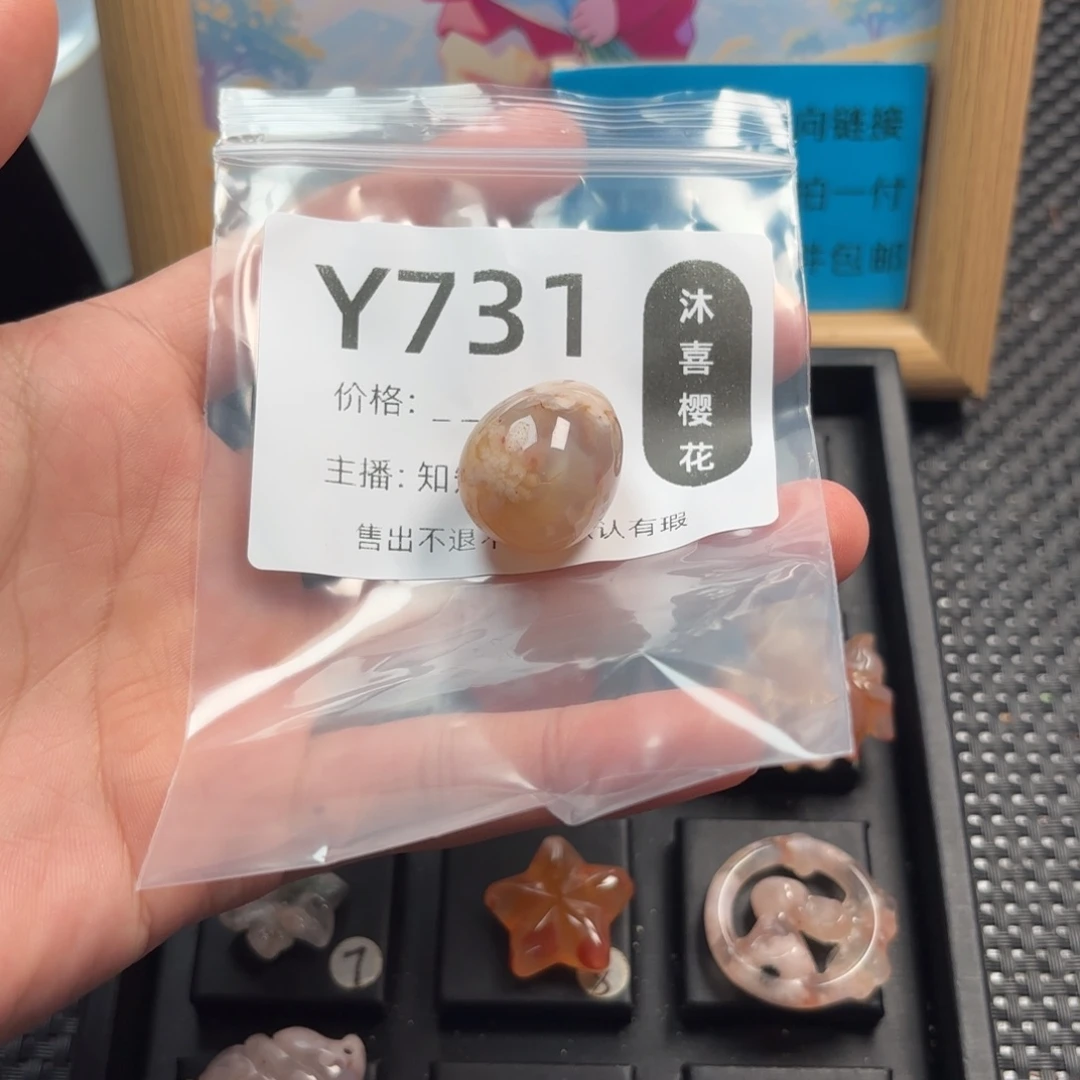 向链接
拍一付
包邮
Y731
沐喜樱花
价格: _ _
主播: 知
售出不退 认有瑕
7
8